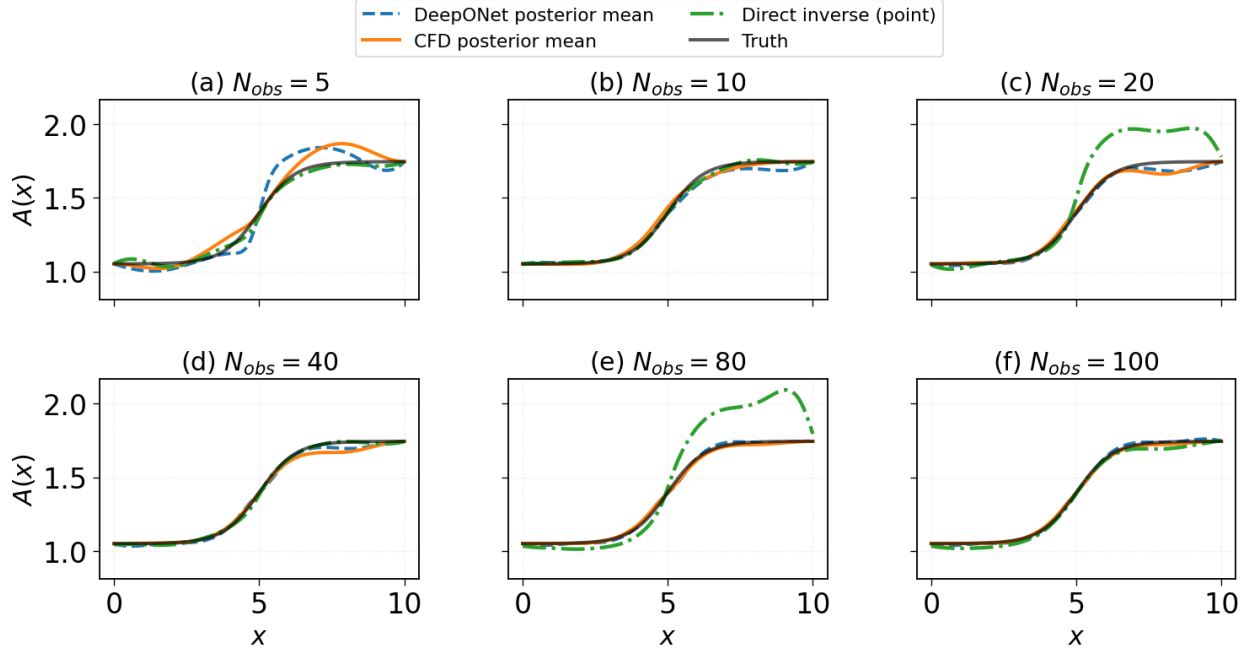 DeepONet posterior mean
CFD posterior mean
Direct inverse (point)
Truth
(a) $N_{obs} = 5$
(b) $N_{obs} = 10$
(c) $N_{obs} = 20$
2.0
1.5
1.0
A(x)
(d) $N_{obs} = 40$
(e) $N_{obs} = 80$
(f) $N_{obs} = 100$
2.0
1.5
1.0
A(x)
0 5 10
0 5 10
0 5 10
x
x
x